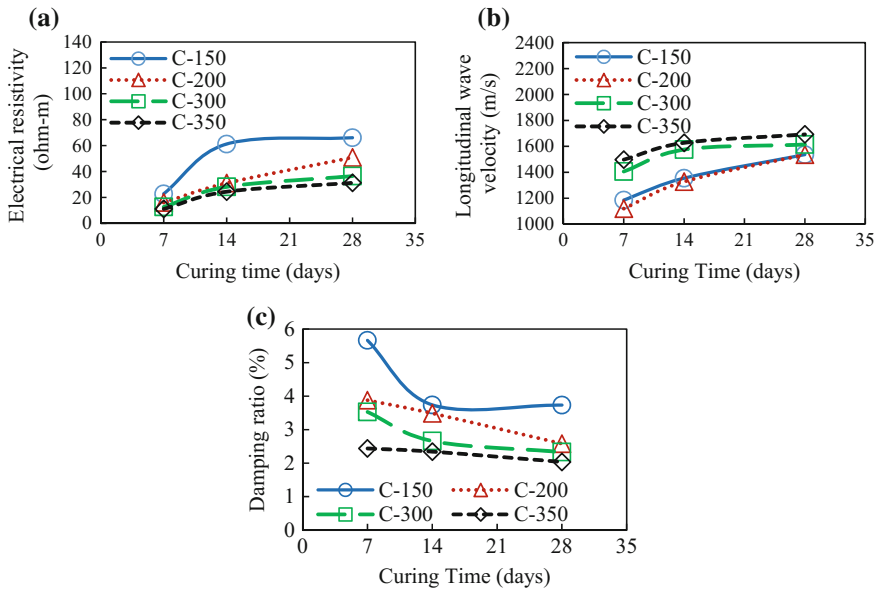 (a)
Electrical resistivity
(ohm-m)
140
120
100
80
60
40
20
0
C-150
C-200
C-300
C-350
0 7 14 21 28 35
Curing time (days)
(b)
Longitudinal wave
velocity (m/s)
2400
2200
2000
1800
1600
1400
1200
1000
C-150
C-200
C-300
C-350
0 7 14 21 28 35
Curing Time (days)
(c)
Damping ratio (%)
6
5
4
3
2
1
0
C-150 C-200
C-300 C-350
0 7 14 21 28 35
Curing Time (days)